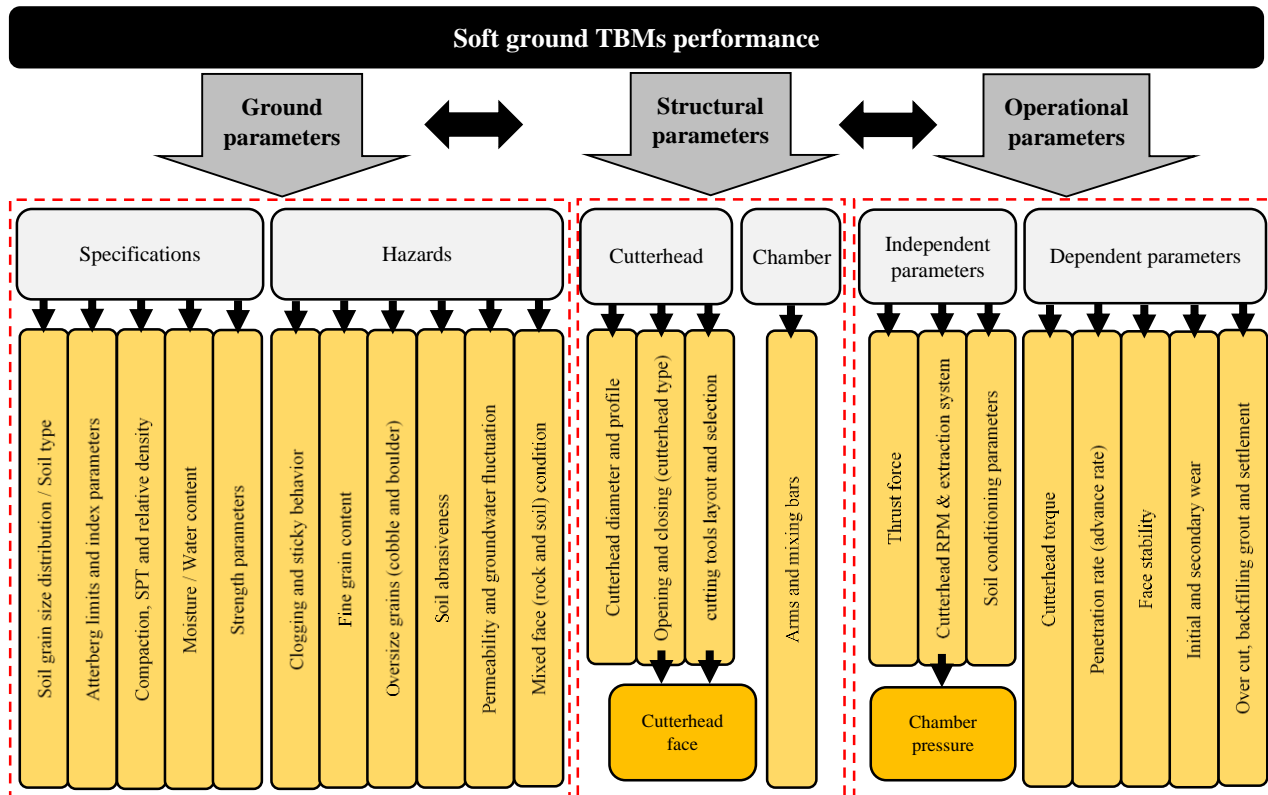 Soft ground TBMs performance
Ground
parameters
Structural
parameters
Operational
parameters
Specifications
Hazards
Cutterhead
Chamber
Independent
parameters
Dependent parameters
Soil grain size distribution / Soil type
Atterberg limits and index parameters
Compaction, SPT and relative density
Moisture / Water content
Strength parameters
Clogging and sticky behavior
Fine grain content
Oversize grains (cobble and boulder)
Soil abrasiveness
Permeability and groundwater fluctuation
Mixed face (rock and soil) condition
Cutterhead diameter and profile
Opening and closing (cutterhead type)
cutting tools layout and selection
Arms and mixing bars
Thrust force
Cutterhead RPM & extraction system
Soil conditioning parameters
Cutterhead torque
Penetration rate (advance rate)
Face stability
Initial and secondary wear
Over cut, backfilling grout and settlement
Cutterhead
face
Chamber
pressure